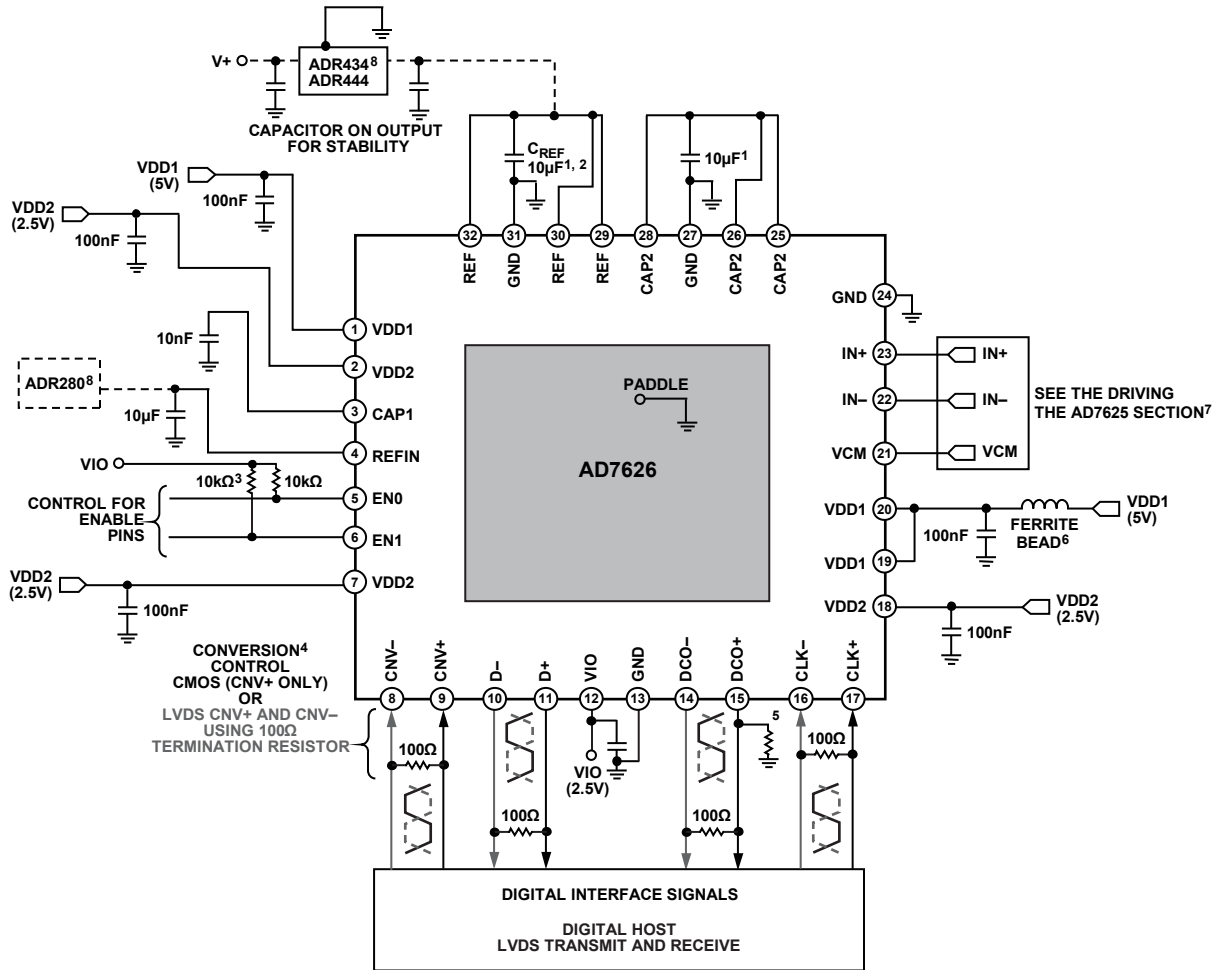 V+
ADR434⁸
ADR444
CAPACITOR ON OUTPUT
FOR STABILITY
VDD1
(5V)
100nF
VDD2
(2.5V)
100nF
C_REF
10µF¹,²
10µF¹
32
31
30
29
28
27
26
25
REF
GND
REF
REF
CAP2
GND
CAP2
CAP2
10nF
ADR280⁸
10µF
VIO
10kΩ³
10kΩ
CONTROL FOR
ENABLE
PINS
VDD2
(2.5V)
100nF
1 VDD1
2 VDD2
3 CAP1
4 REFIN
5 EN0
6 EN1
7 VDD2
PADDLE
AD7626
GND 24
IN+ 23
IN– 22
VCM 21
VDD1 20
VDD1 19
VDD2 18
IN+
IN–
VCM
SEE THE DRIVING
THE AD7625 SECTION⁷
VDD1
(5V)
100nF
FERRITE
BEAD⁶
VDD2
(2.5V)
100nF
CONVERSION⁴
CONTROL
CMOS (CNV+ ONLY)
OR
LVDS CNV+ AND CNV–
USING 100Ω
TERMINATION RESISTOR
CNV–
CNV+
D–
D+
VIO
GND
DCO–
DCO+
CLK–
CLK+
8
9
10
11
12
13
14
15
16
17
5
100Ω
100Ω
VIO
(2.5V)
100Ω
100Ω
DIGITAL INTERFACE SIGNALS
DIGITAL HOST
LVDS TRANSMIT AND RECEIVE